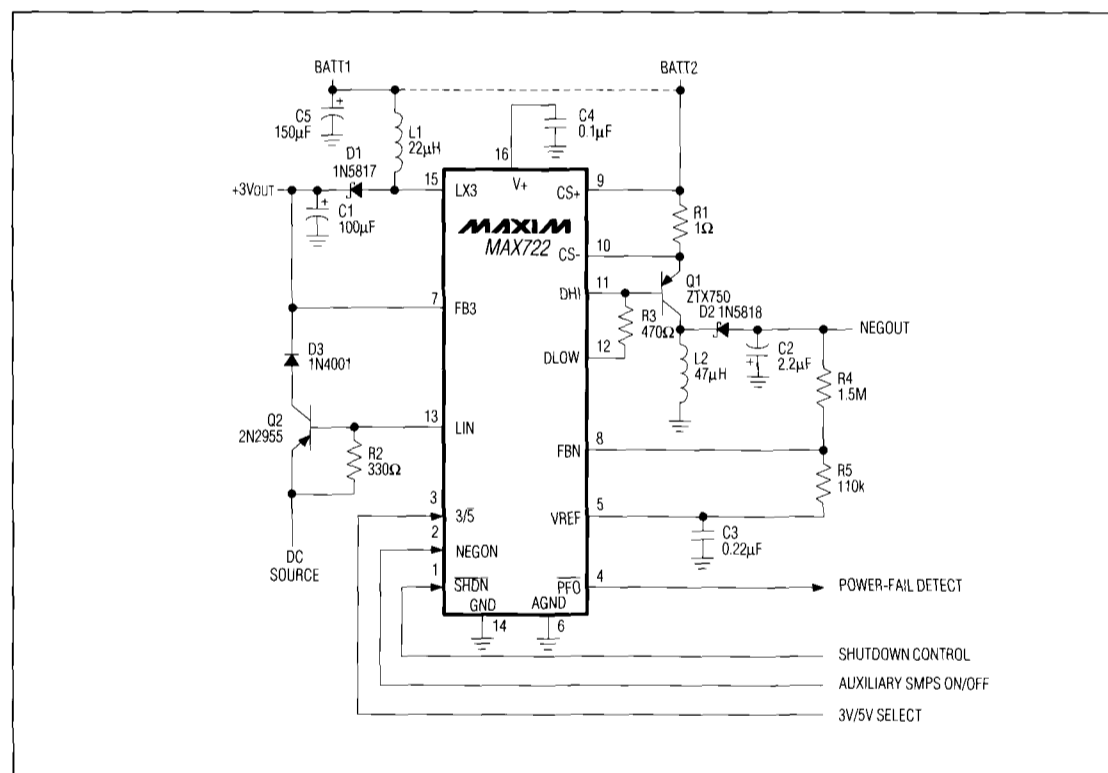 BATT1
BATT2
C5
150µF
+
L1
22µH
C4
0.1µF
D1
1N5817
16
V+
+3VOUT
15
LX3
CS+
9
+
C1
100µF
R1
1Ω
MAXIM
MAX722
CS-
10
DHI
11
Q1
ZTX750
7
FB3
R3
470Ω
D2 1N5818
NEGOUT
DLOW
12
D3
1N4001
L2
47µH
+
C2
2.2µF
R4
1.5M
Q2
2N2955
13
LIN
R2
330Ω
FBN
8
R5
110k
3
3/5̅
VREF
5
2
NEGON
C3
0.22µF
DC
SOURCE
1
S̅H̅D̅N̅
P̅F̅O̅
4
POWER-FAIL DETECT
GND
AGND
14
6
SHUTDOWN CONTROL
AUXILIARY SMPS ON/OFF
3V/5V SELECT